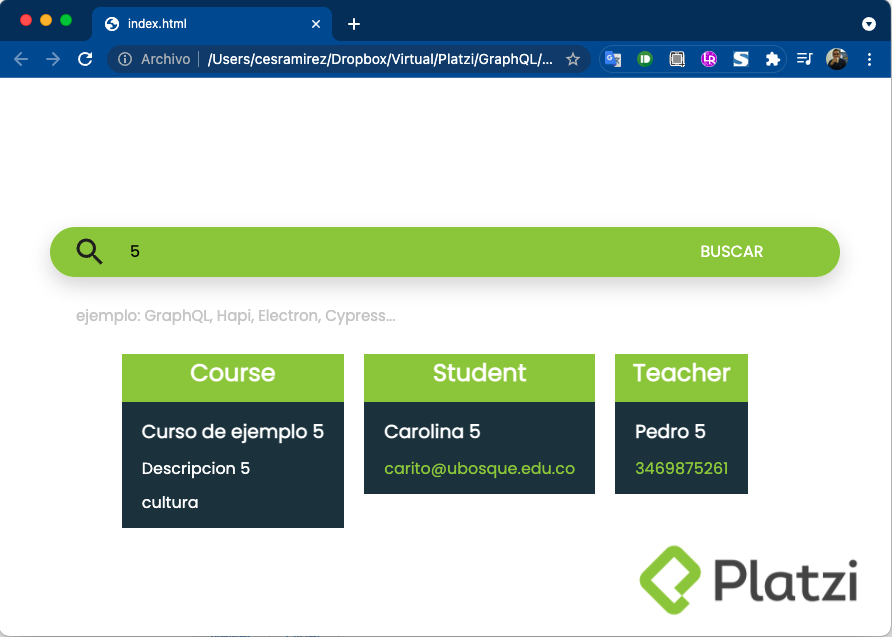 index.html
Archivo | /Users/cesramirez/Dropbox/Virtual/Platzi/GraphQL/...
5 BUSCAR
ejemplo: GraphQL, Hapi, Electron, Cypress...
Course
Curso de ejemplo 5
Descripcion 5
cultura
Student
Carolina 5
carito@ubosque.edu.co
Teacher
Pedro 5
3469875261
Platzi